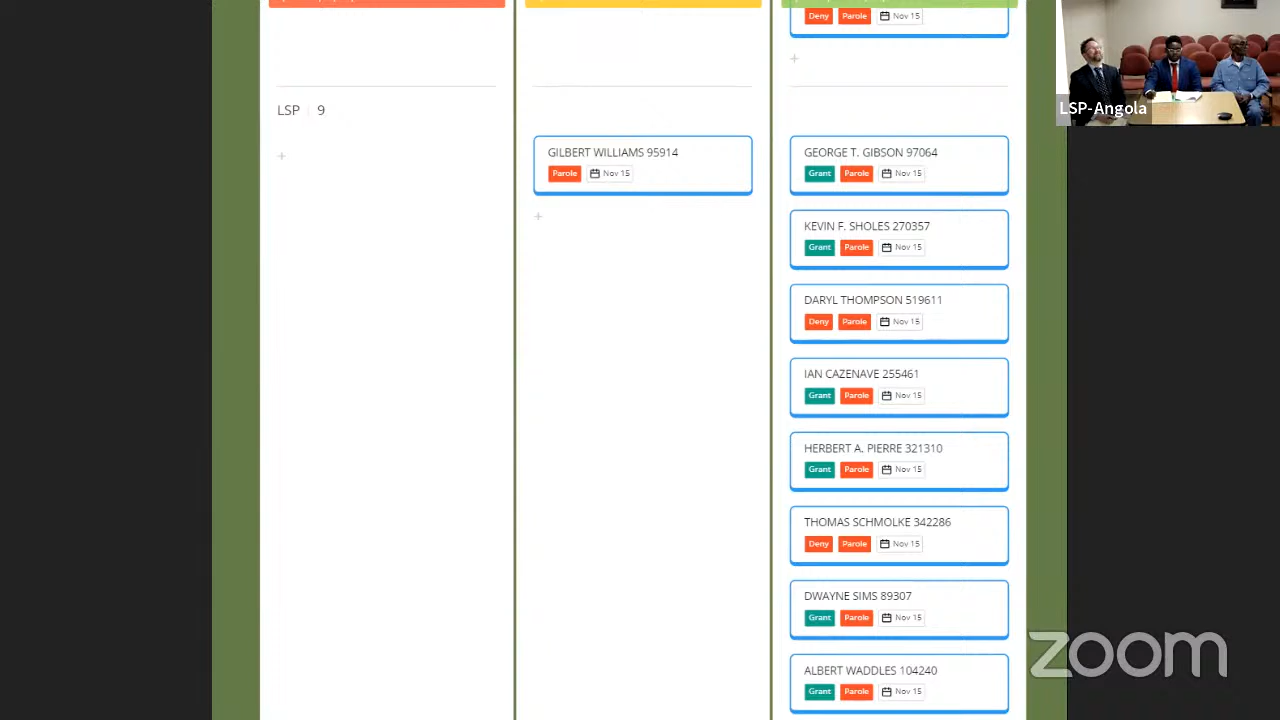 Deny Parole Nov 15
LSP 9
GILBERT WILLIAMS 95914
Parole Nov 15
GEORGE T. GIBSON 97064
Grant Parole Nov 15
KEVIN F. SHOLES 270357
Grant Parole Nov 15
DARYL THOMPSON 519611
Deny Parole Nov 15
IAN CAZENAVE 255461
Grant Parole Nov 15
HERBERT A. PIERRE 321310
Grant Parole Nov 15
THOMAS SCHMOLKE 342286
Deny Parole Nov 15
DWAYNE SIMS 89307
Grant Parole Nov 15
ALBERT WADDLES 104240
Grant Parole Nov 15
LSP-Angola
zoom